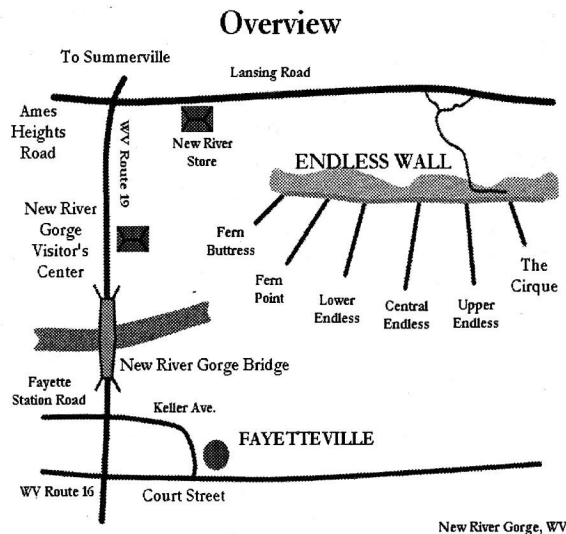 Overview
To Summerville
Lansing Road
Ames
Heights
Road
WV Route 19
New River
Store
ENDLESS WALL
New River
Gorge
Visitor's
Center
Fern
Buttress
Fern
Point
Lower
Endless
Central
Endless
Upper
Endless
The
Cirque
New River Gorge Bridge
Fayette
Station Road
Keller Ave.
FAYETTEVILLE
WV Route 16
Court Street
New River Gorge, WV